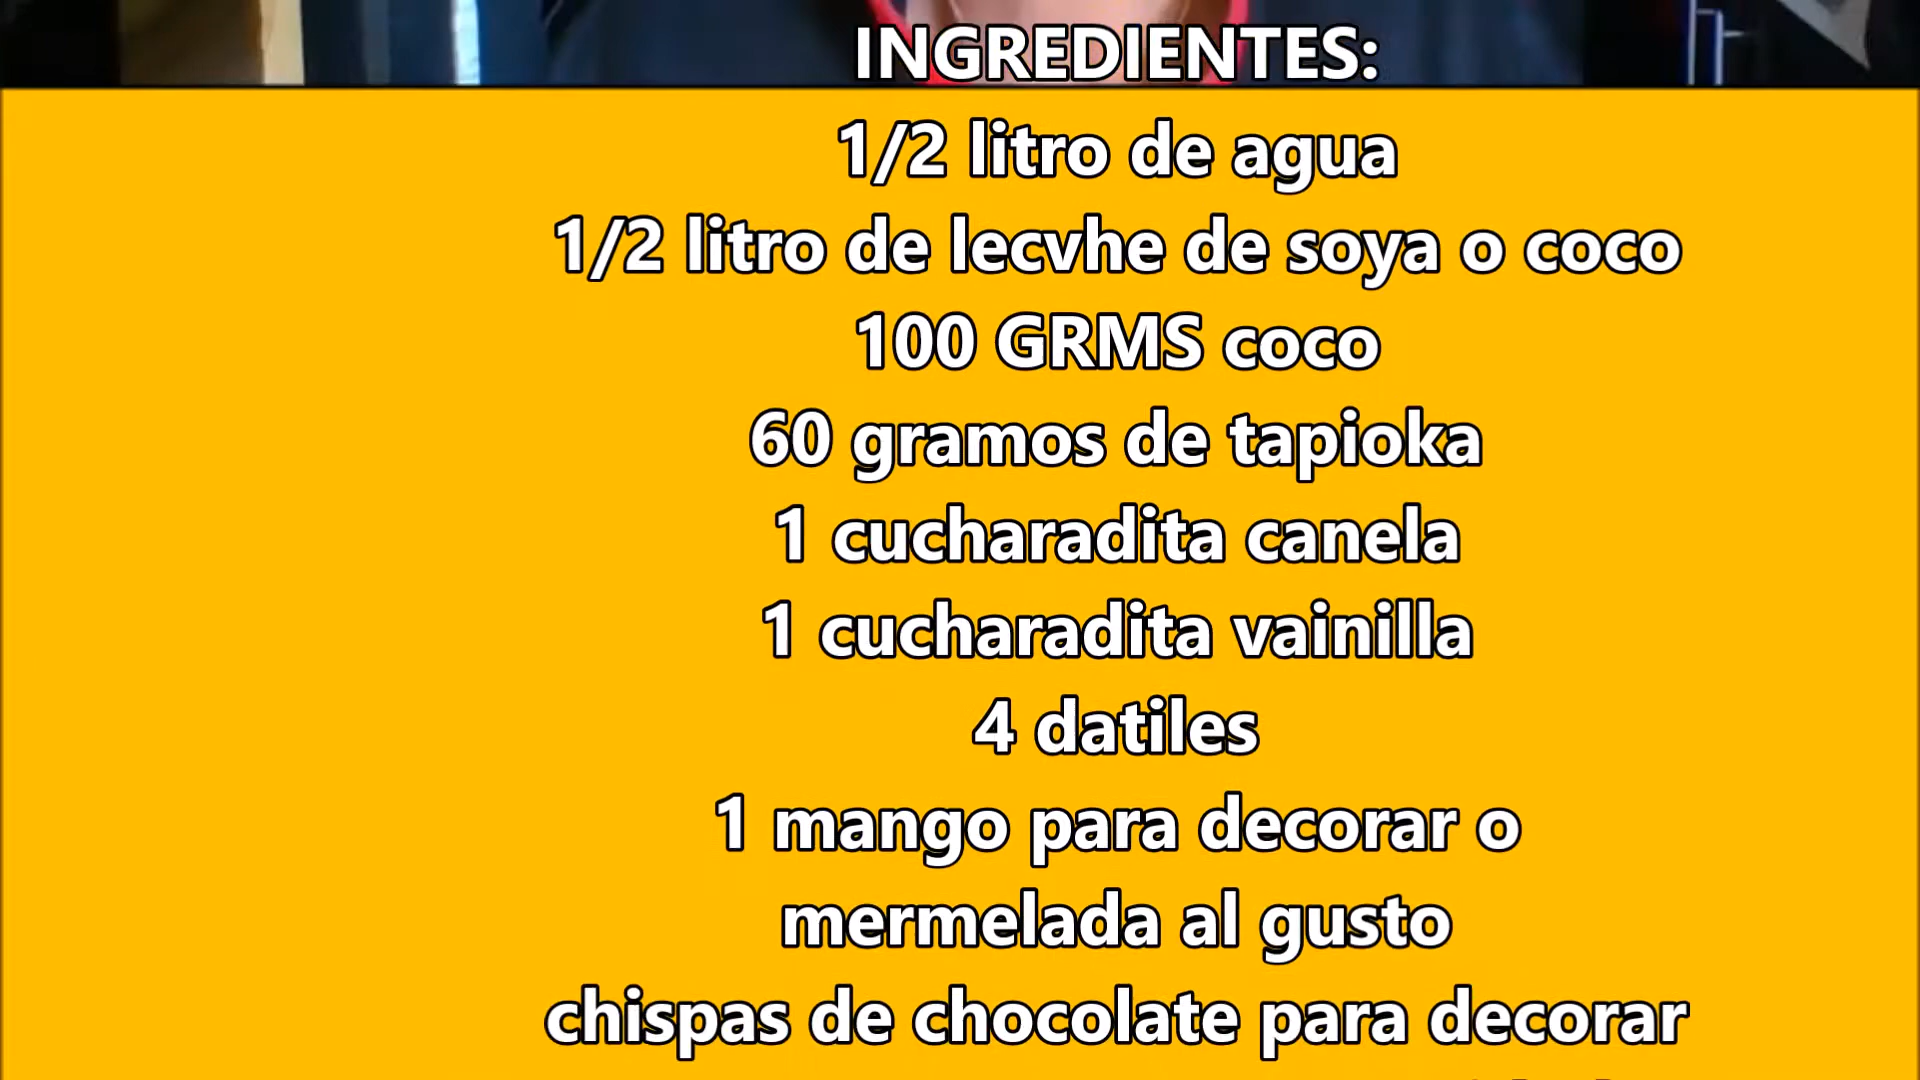 INGREDIENTES:
1/2 litro de agua
1/2 litro de lecvhe de soya o coco
100 GRMS coco
60 gramos de tapioka
1 cucharadita canela
1 cucharadita vainilla
4 datiles
1 mango para decorar o
mermelada al gusto
chispas de chocolate para decorar